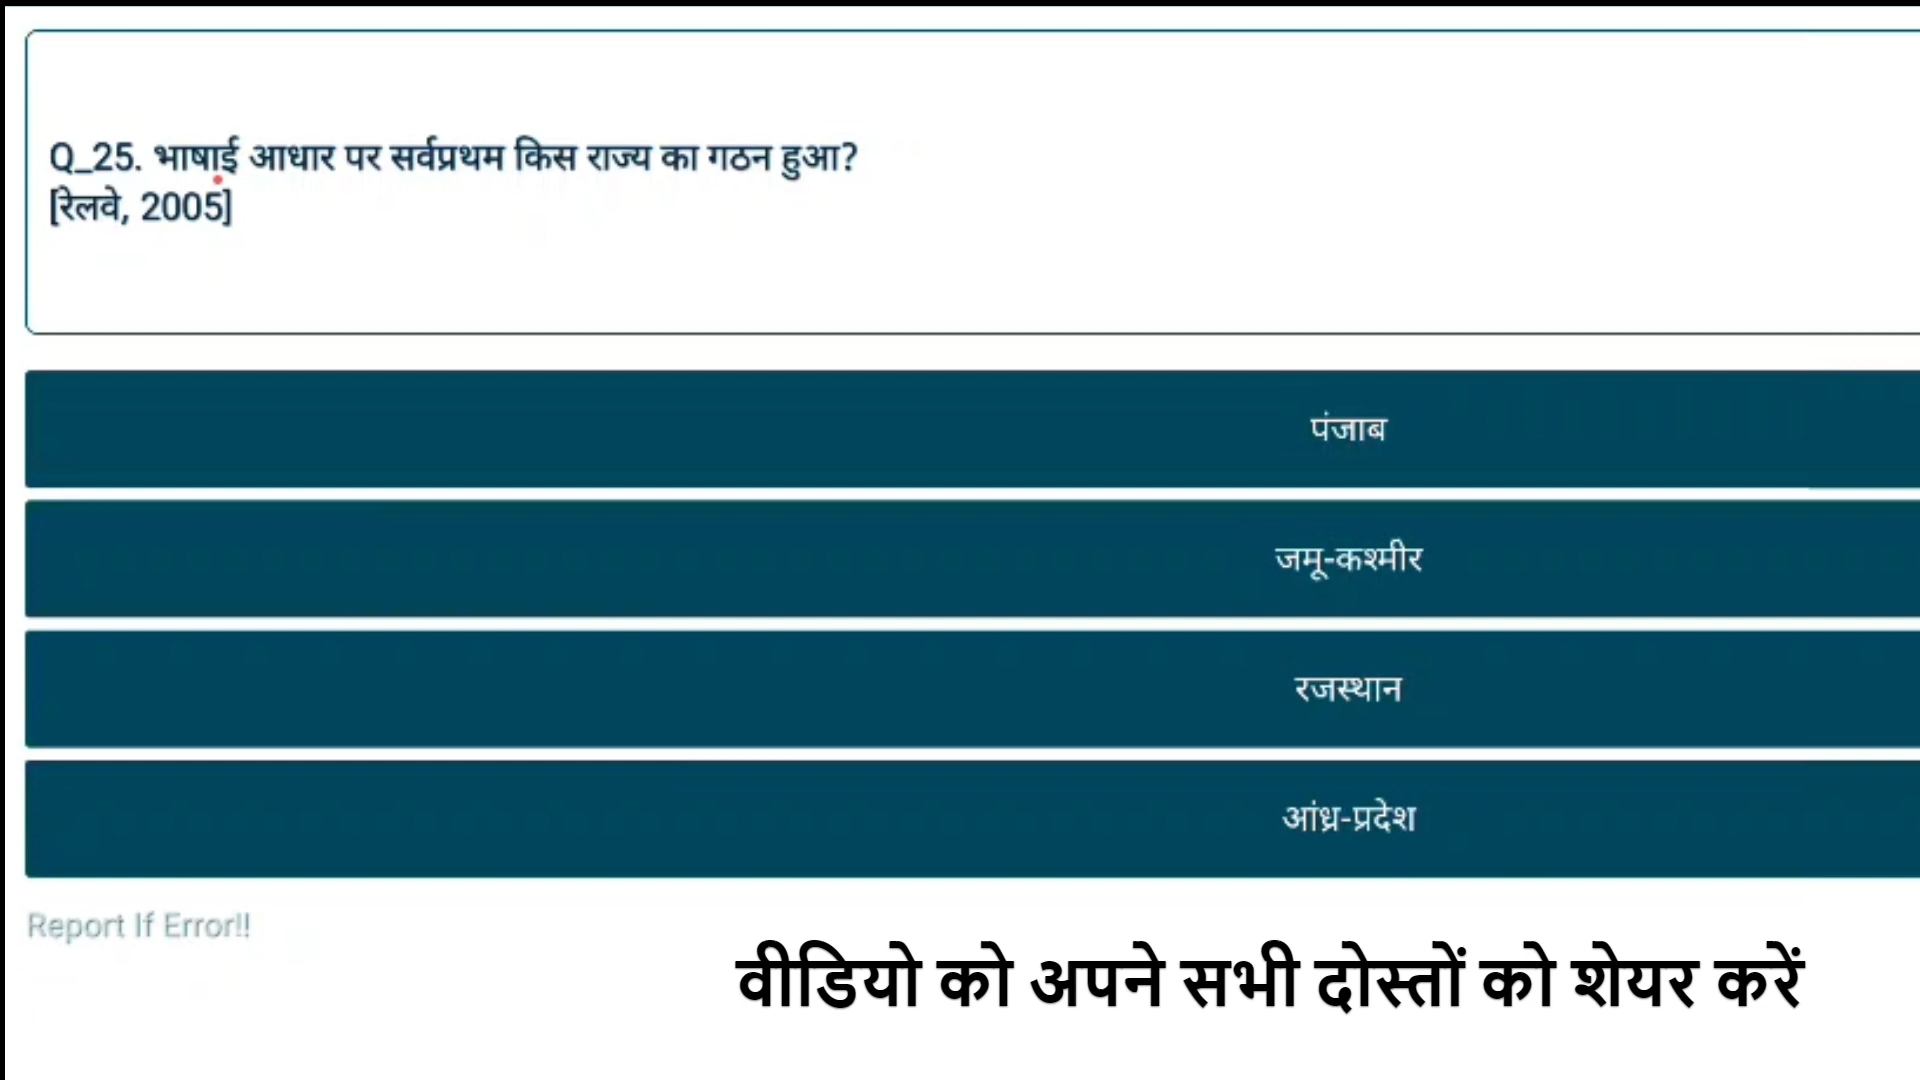 Q_25. भाषाई आधार पर सर्वप्रथम किस राज्य का गठन हुआ?
[रेलवे, 2005]
पंजाब
जमू-कश्मीर
रजस्थान
आंध्र-प्रदेश
Report If Error!!
वीडियो को अपने सभी दोस्तों को शेयर करें